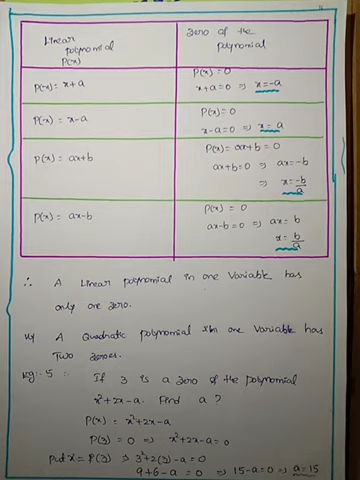 Linear polynomial P(x)
Zero of the polynomial
P(x) = x+a
P(x) = 0
x+a = 0 ⇒ x = -a
P(x) = x-a
P(x) = 0
x-a = 0 ⇒ x = a
P(x) = ax+b
P(x) = ax+b = 0
ax+b = 0 ⇒ ax = -b
⇒ x = -b/a
P(x) = ax-b
P(x) = 0
ax-b = 0 ⇒ ax = b
x = b/a
∴ A Linear polynomial in one Variable has
only one zero.
A Quadratic polynomial in one Variable has
Two zeroes.
Eg:-5 :- If 3 is a zero of the polynomial
x²+2x-a. Find a?
P(x) = x²+2x-a
P(3) = 0 ⇒ x²+2x-a = 0
Put x = P(3) ⇒ 3²+2(3)-a = 0
9+6-a = 0 ⇒ 15-a = 0 ⇒ a = 15